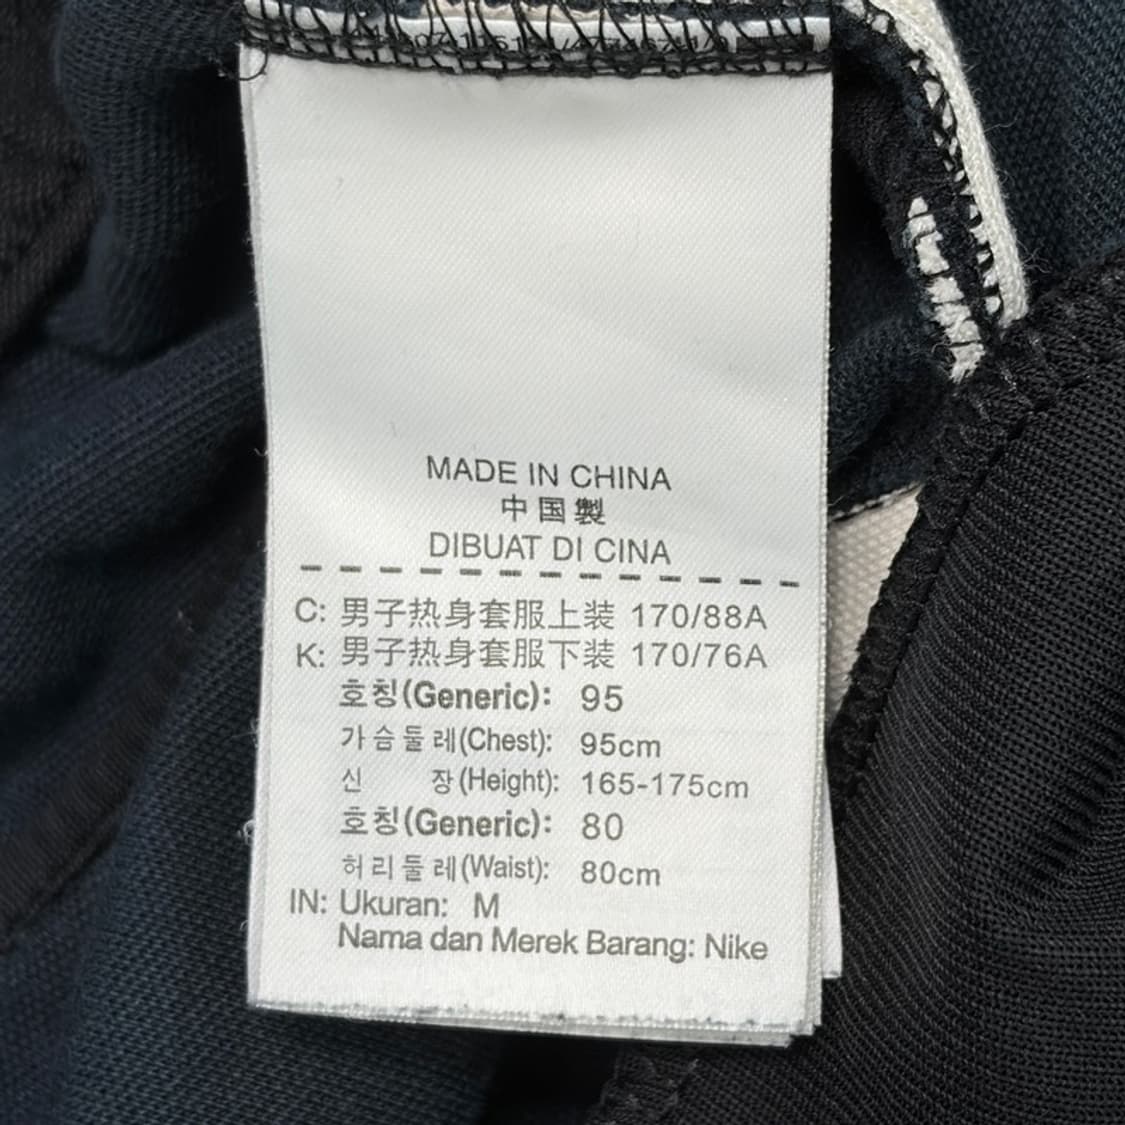 MADE IN CHINA
中国製
DIBUAT DI CINA
C: 男子热身套服上装 170/88A
K: 男子热身套服下装 170/76A
호칭(Generic): 95
가슴둘레(Chest): 95cm
신 장(Height): 165-175cm
호칭(Generic): 80
허리둘레(Waist): 80cm
IN: Ukuran: M
Nama dan Merek Barang: Nike